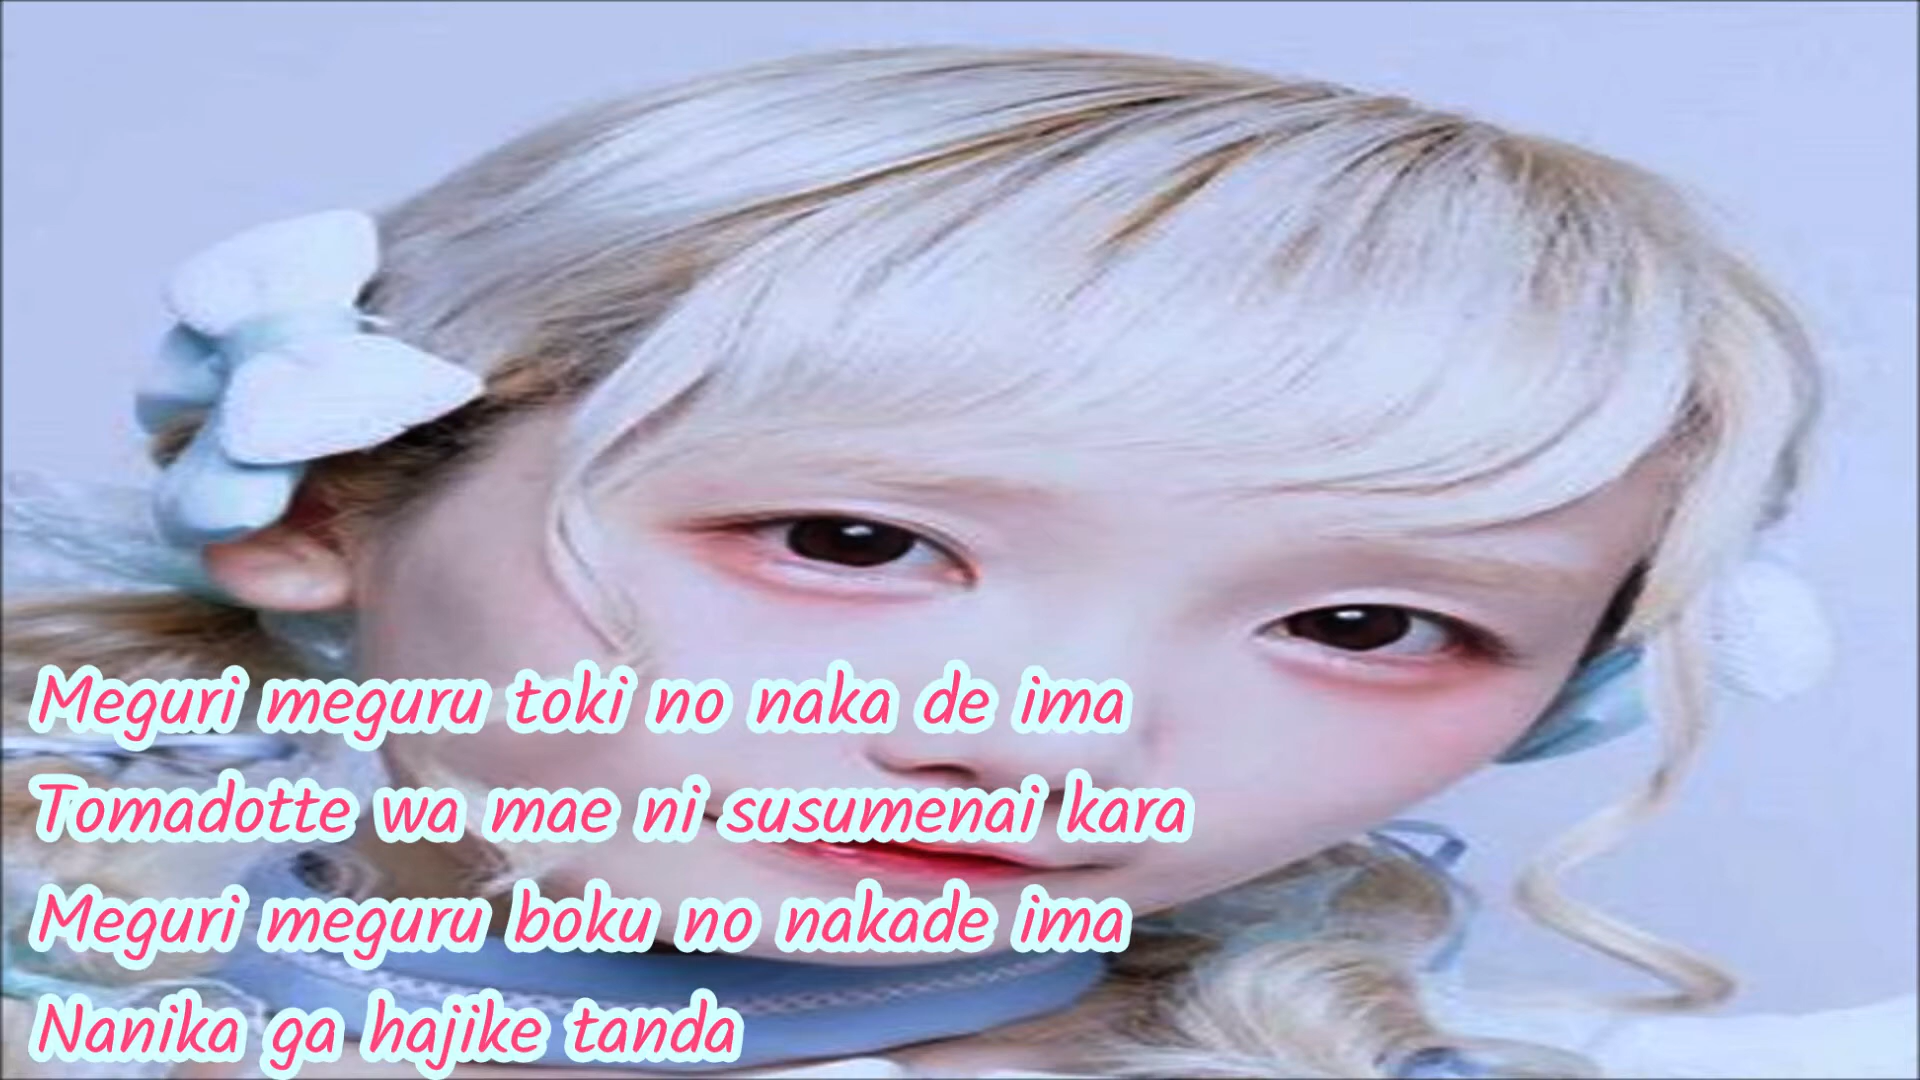 Meguri meguru toki no naka de ima
Tomadotte wa mae ni susumenai kara
Meguri meguru boku no nakade ima
Nanika ga hajike tanda